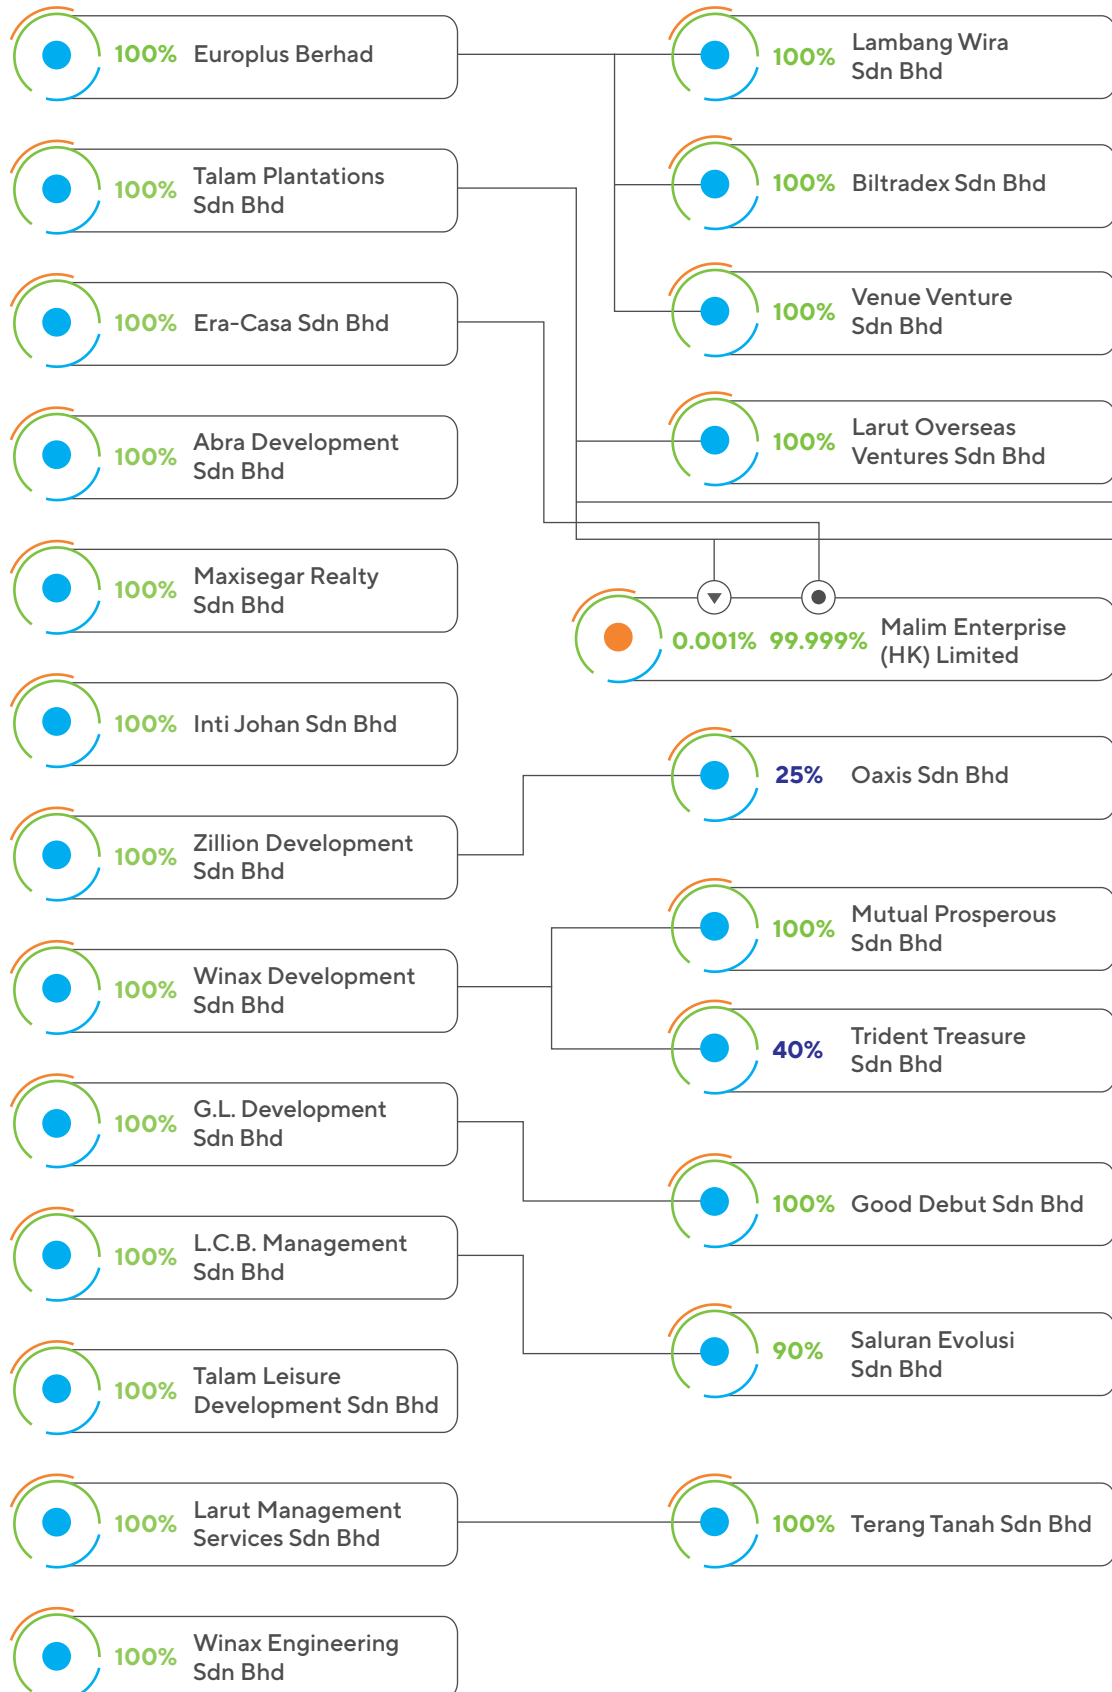 100% Europlus Berhad
100% Talam Plantations
Sdn Bhd
100% Era-Casa Sdn Bhd
100% Abra Development
Sdn Bhd
100% Maxisegar Realty
Sdn Bhd
100% Inti Johan Sdn Bhd
100% Zillion Development
Sdn Bhd
100% Winax Development
Sdn Bhd
100% G.L. Development
Sdn Bhd
100% L.C.B. Management
Sdn Bhd
100% Talam Leisure
Development Sdn Bhd
100% Larut Management
Services Sdn Bhd
100% Winax Engineering
Sdn Bhd
100% Lambang Wira
Sdn Bhd
100% Biltradex Sdn Bhd
100% Venue Venture
Sdn Bhd
100% Larut Overseas
Ventures Sdn Bhd
0.001% 99.999% Malim Enterprise
(HK) Limited
25% Oaxis Sdn Bhd
100% Mutual Prosperous
Sdn Bhd
40% Trident Treasure
Sdn Bhd
100% Good Debut Sdn Bhd
90% Saluran Evolusi
Sdn Bhd
100% Terang Tanah Sdn Bhd